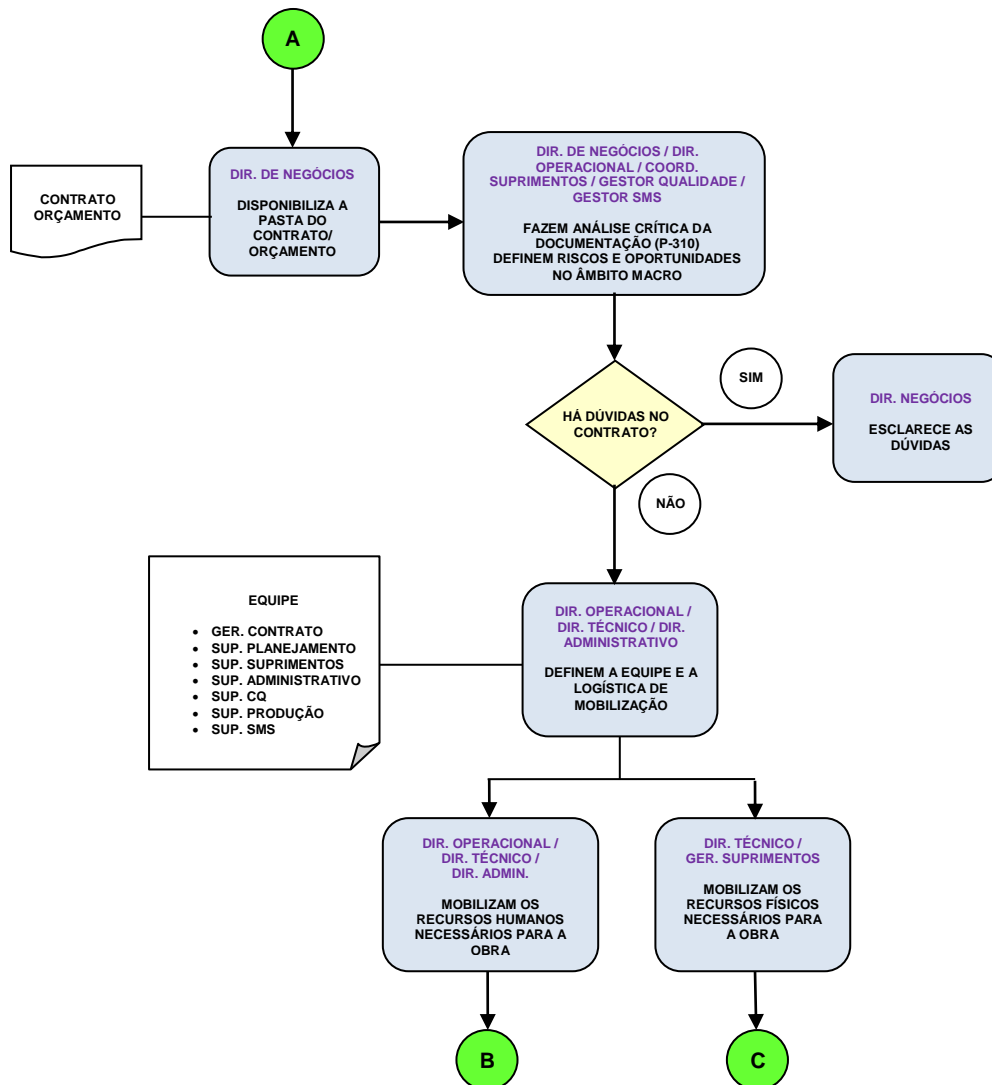 A
CONTRATO
ORÇAMENTO
DIR. DE NEGÓCIOS
DISPONIBILIZA A
PASTA DO
CONTRATO/
ORÇAMENTO
DIR. DE NEGÓCIOS / DIR.
OPERACIONAL / COORD.
SUPRIMENTOS / GESTOR QUALIDADE /
GESTOR SMS
FAZEM ANÁLISE CRÍTICA DA
DOCUMENTAÇÃO (P-310)
DEFINEM RISCOS E OPORTUNIDADES
NO ÂMBITO MACRO
HÁ DÚVIDAS NO
CONTRATO?
SIM
DIR. NEGÓCIOS
ESCLARECE AS
DÚVIDAS
NÃO
EQUIPE
• GER. CONTRATO
• SUP. PLANEJAMENTO
• SUP. SUPRIMENTOS
• SUP. ADMINISTRATIVO
• SUP. CQ
• SUP. PRODUÇÃO
• SUP. SMS
DIR. OPERACIONAL /
DIR. TÉCNICO / DIR.
ADMINISTRATIVO
DEFINEM A EQUIPE E A
LOGÍSTICA DE
MOBILIZAÇÃO
DIR. OPERACIONAL /
DIR. TÉCNICO /
DIR. ADMIN.
MOBILIZAM OS
RECURSOS HUMANOS
NECESSÁRIOS PARA A
OBRA
DIR. TÉCNICO /
GER. SUPRIMENTOS
MOBILIZAM OS
RECURSOS FÍSICOS
NECESSÁRIOS PARA
A OBRA
B
C